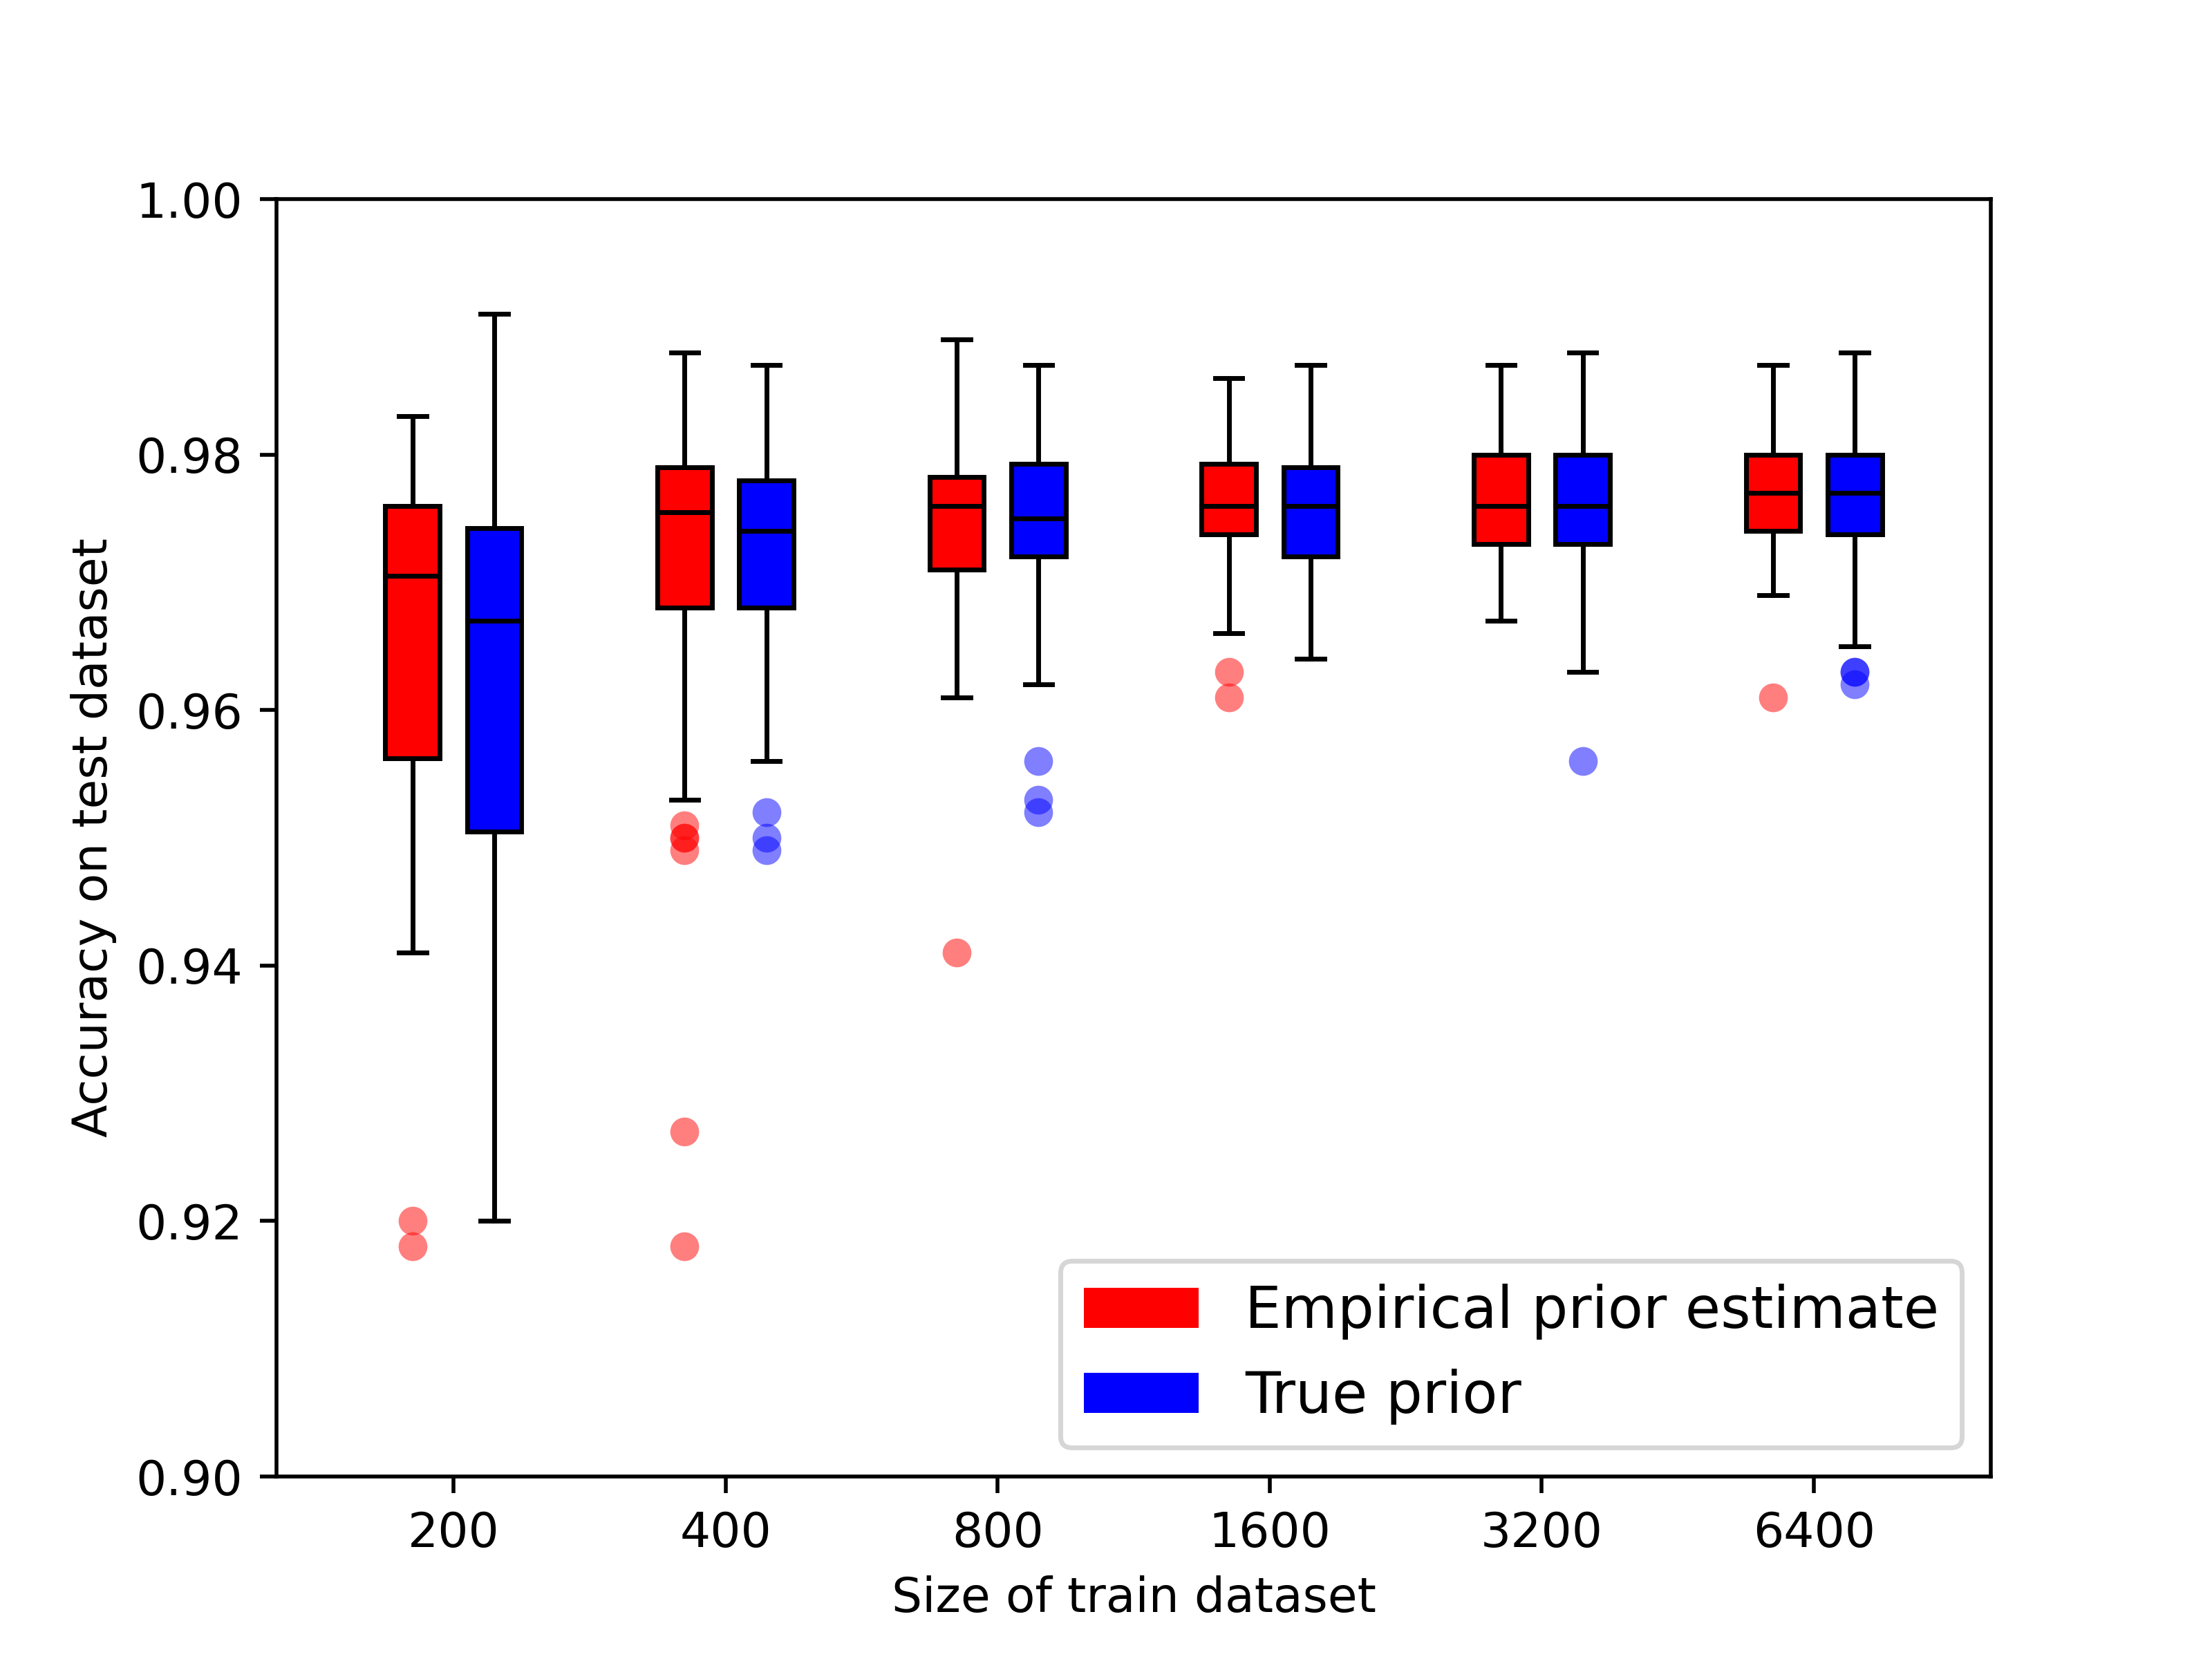 1.00
0.98
0.96
0.94
0.92
0.90
Accuracy on test dataset
Empirical prior estimate
True prior
200 400 800 1600 3200 6400
Size of train dataset